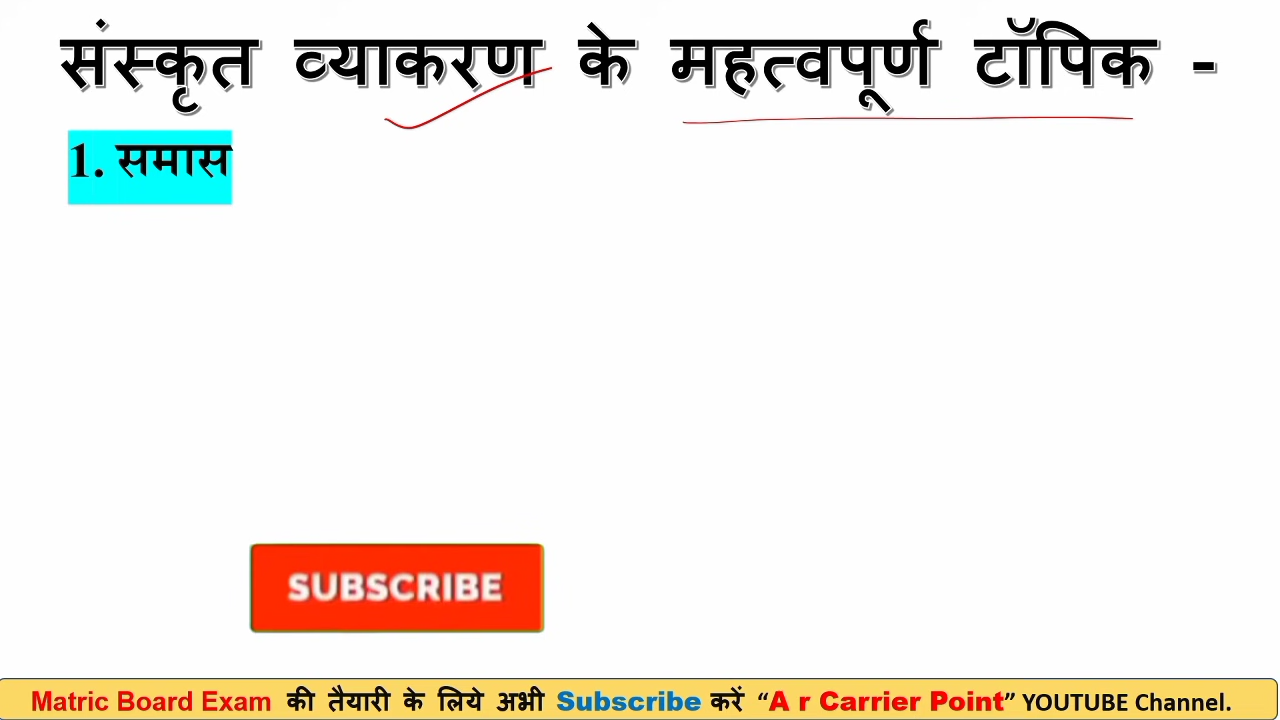 संस्कृत व्याकरण के महत्वपूर्ण टॉपिक -
1. समास
SUBSCRIBE
Matric Board Exam की तैयारी के लिये अभी Subscribe करें “A r Carrier Point” YOUTUBE Channel.